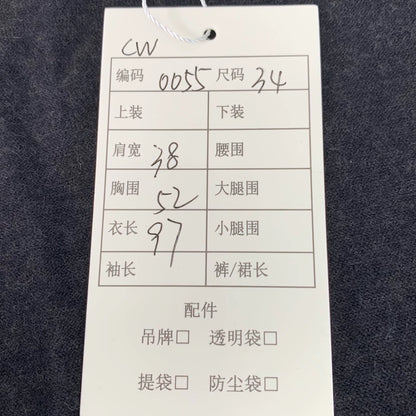 CW
编码 0055 尺码 34
上装 下装
肩宽 38 腰围
胸围 52 大腿围
衣长 97 小腿围
袖长 裤/裙长
配件
吊牌□ 透明袋□
提袋□ 防尘袋□